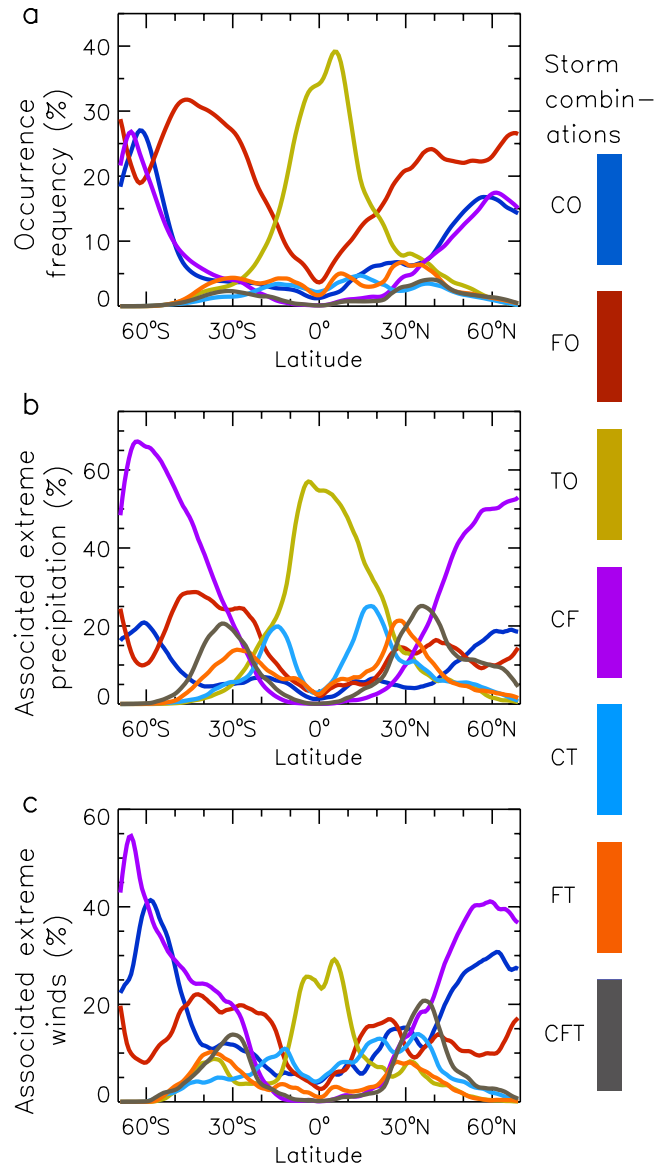 a
40
30
20
10
0
Occurrence
frequency (%)
60°S 30°S 0° 30°N 60°N
Latitude
b
60
40
20
0
Associated extreme
precipitation (%)
60°S 30°S 0° 30°N 60°N
Latitude
c
60
40
20
0
Associated extreme
winds (%)
60°S 30°S 0° 30°N 60°N
Latitude
Storm
combin-
ations
CO
FO
TO
CF
CT
FT
CFT